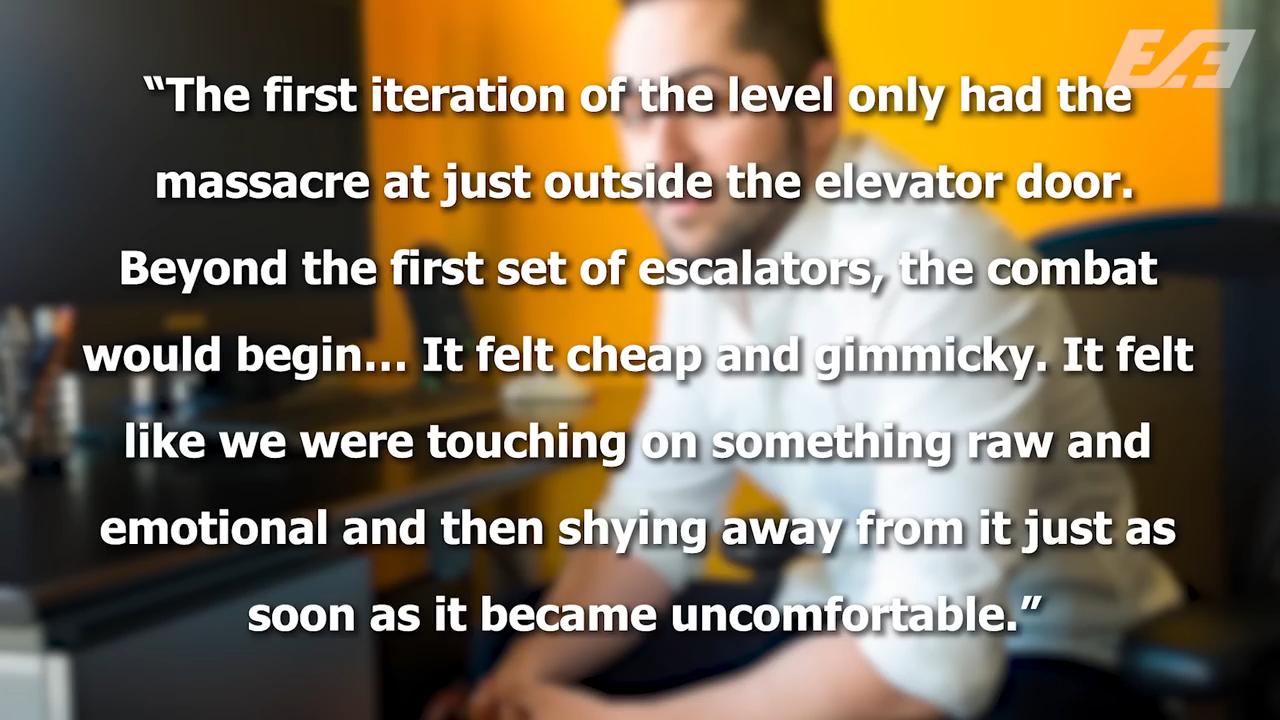 “The first iteration of the level only had the
massacre at just outside the elevator door.
Beyond the first set of escalators, the combat
would begin... It felt cheap and gimmicky. It felt
like we were touching on something raw and
emotional and then shying away from it just as
soon as it became uncomfortable.”